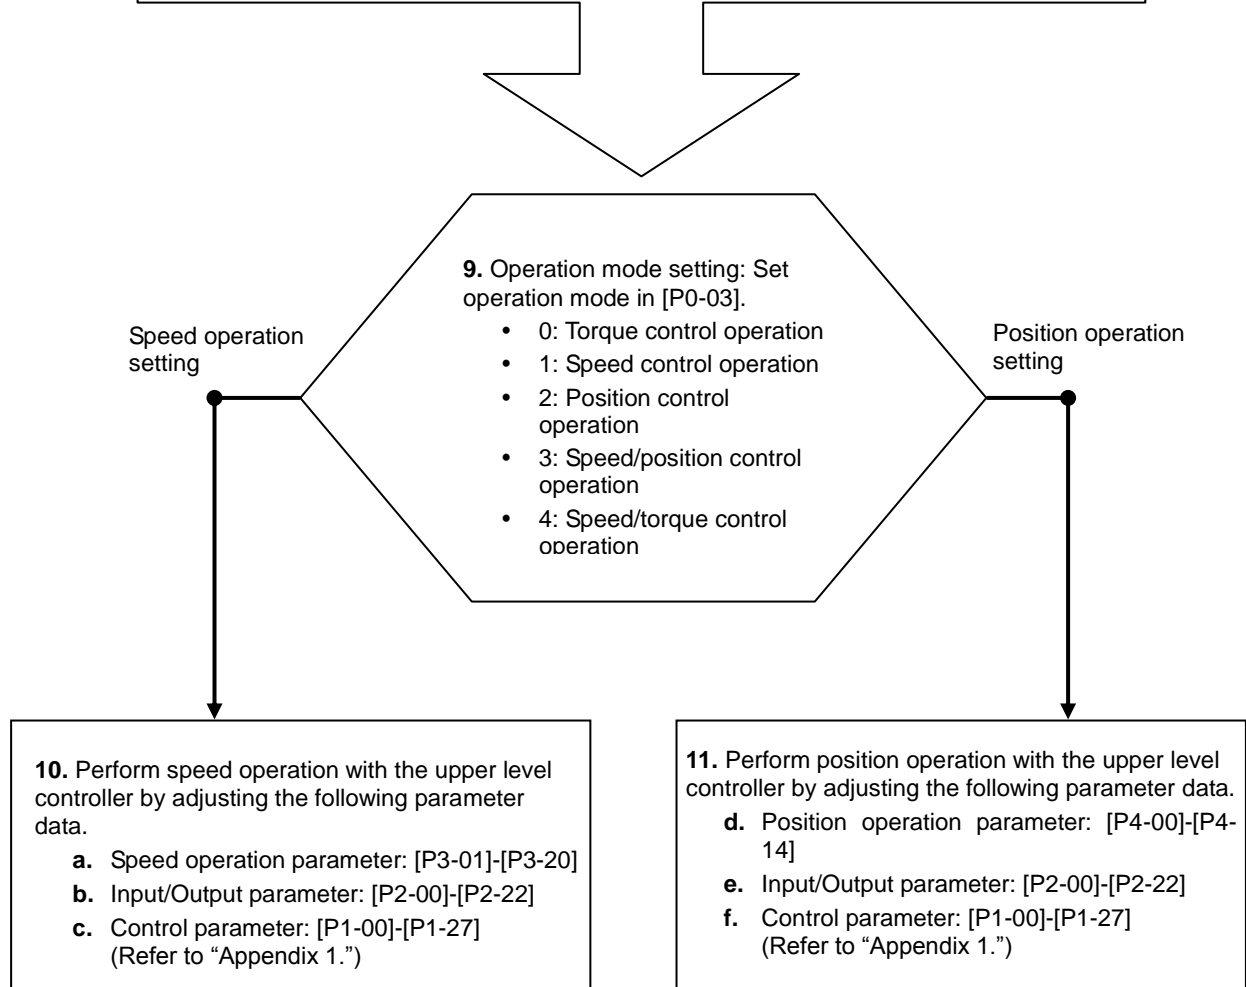 9. Operation mode setting: Set
operation mode in [P0-03].
• 0: Torque control operation
• 1: Speed control operation
• 2: Position control
operation
• 3: Speed/position control
operation
• 4: Speed/torque control
operation
Speed operation
setting
Position operation
setting
10. Perform speed operation with the upper level
controller by adjusting the following parameter
data.
a. Speed operation parameter: [P3-01]-[P3-20]
b. Input/Output parameter: [P2-00]-[P2-22]
c. Control parameter: [P1-00]-[P1-27]
(Refer to “Appendix 1.”)
11. Perform position operation with the upper level
controller by adjusting the following parameter data.
d. Position operation parameter: [P4-00]-[P4-
14]
e. Input/Output parameter: [P2-00]-[P2-22]
f. Control parameter: [P1-00]-[P1-27]
(Refer to “Appendix 1.”)